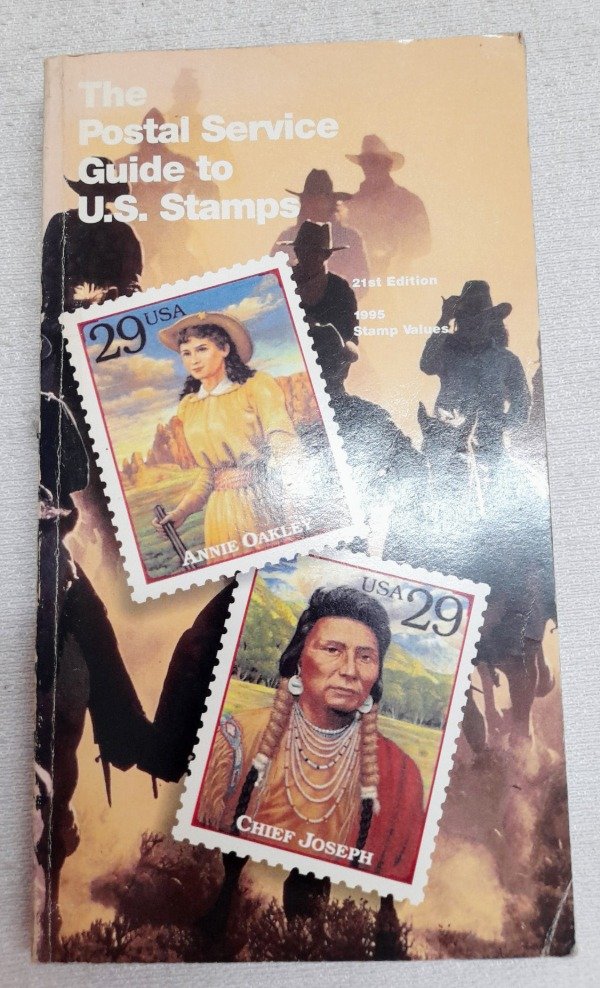 The
Postal Service
Guide to
U.S. Stamps
21st Edition
1995
Stamp Values
29 USA
ANNIE OAKLEY
USA 29
CHIEF JOSEPH